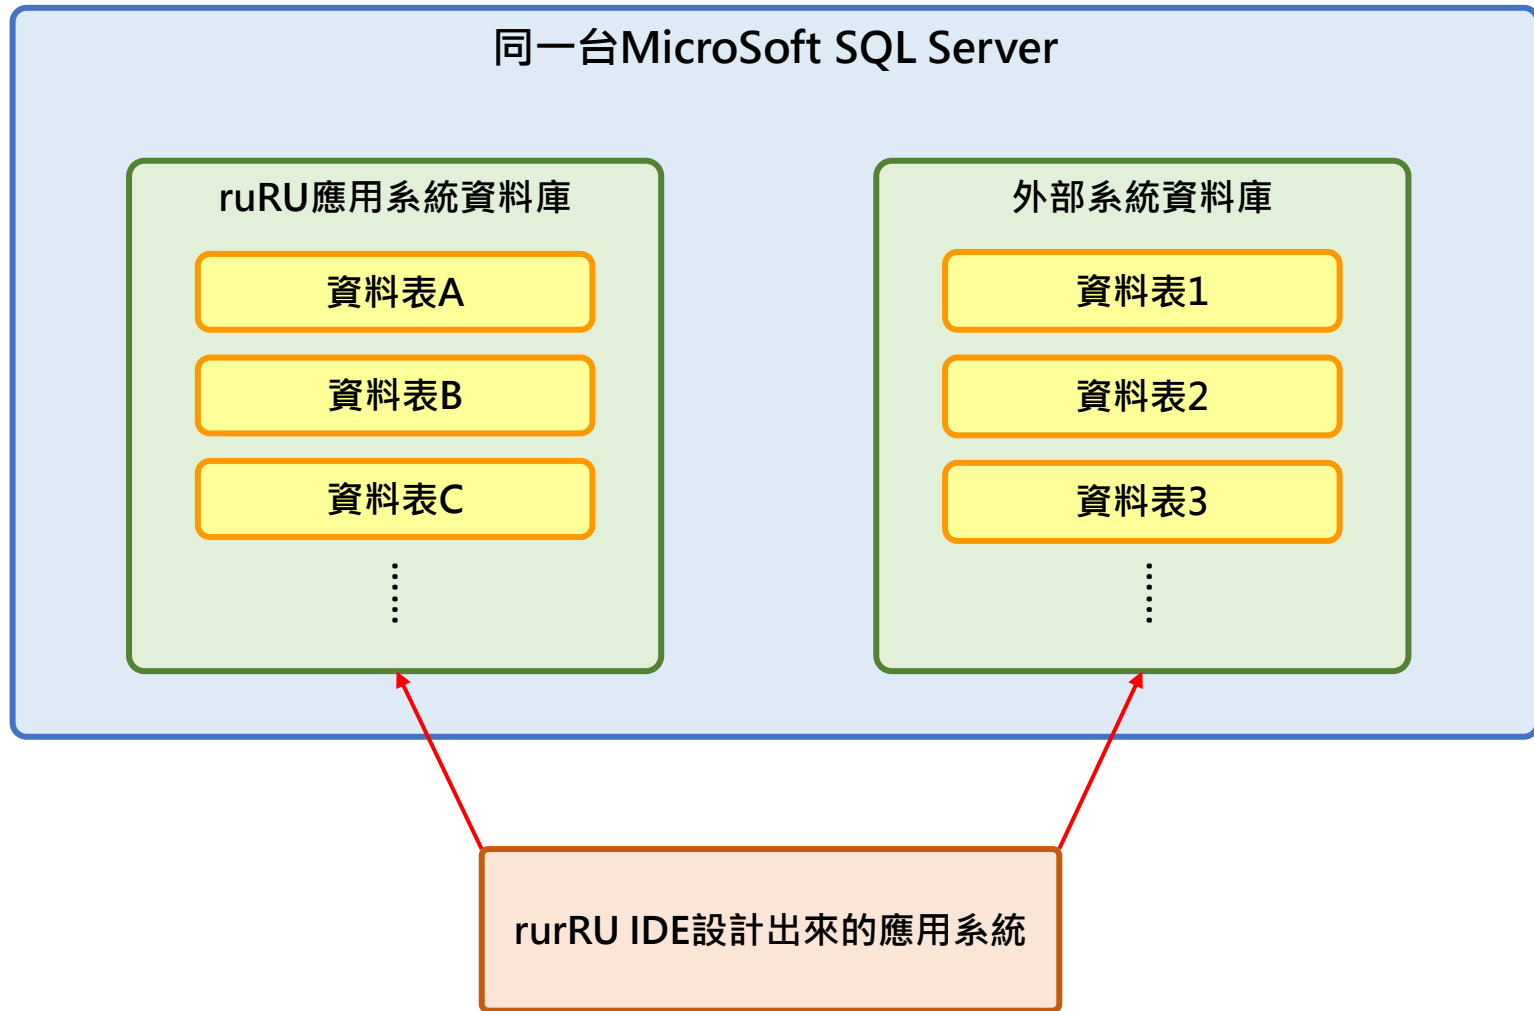 同一台MicroSoft SQL Server
ruRU應用系統資料庫
資料表A
資料表B
資料表C
......
外部系統資料庫
資料表1
資料表2
資料表3
......
rurRU IDE設計出來的應用系統